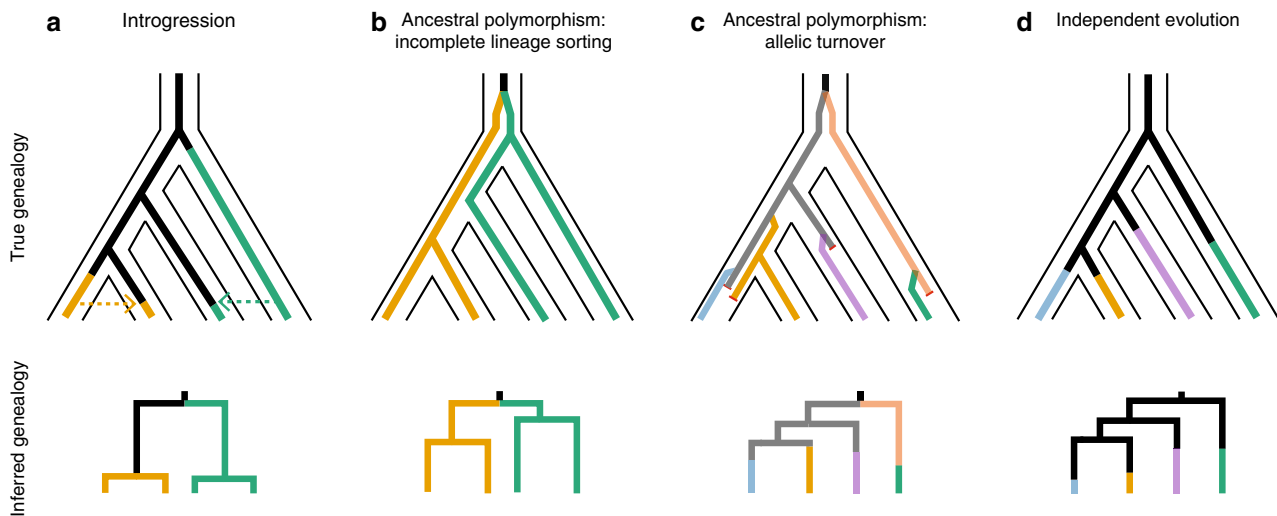 a
Introgression
b
Ancestral polymorphism:
incomplete lineage sorting
c
Ancestral polymorphism:
allelic turnover
d
Independent evolution
True genealogy
Inferred genealogy